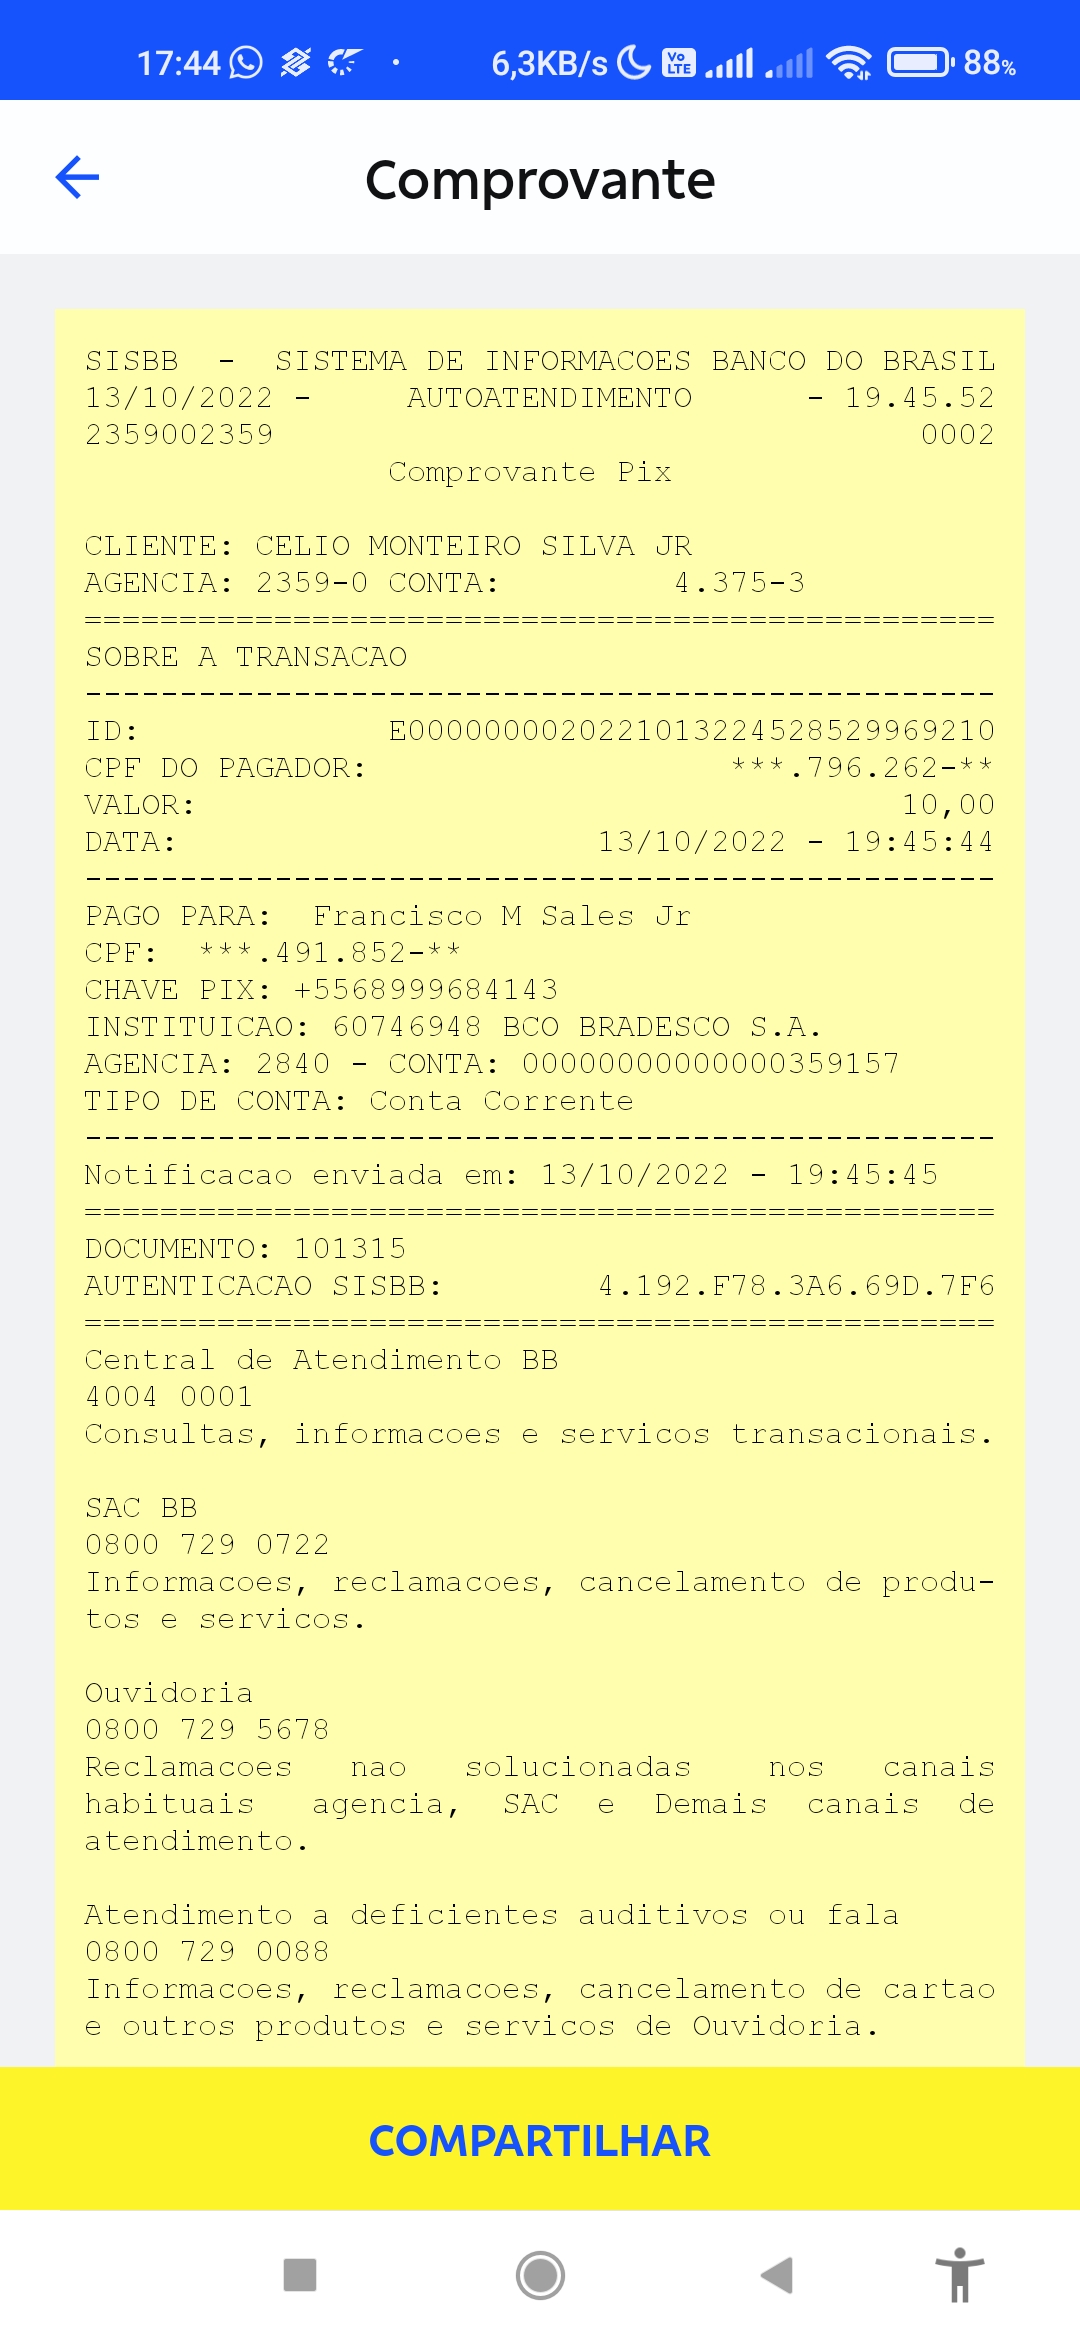 17:44 6,3KB/s Vo LTE 88%
Comprovante
SISBB - SISTEMA DE INFORMACOES BANCO DO BRASIL
13/10/2022 - AUTOATENDIMENTO - 19.45.52
2359002359 0002
Comprovante Pix
CLIENTE: CELIO MONTEIRO SILVA JR
AGENCIA: 2359-0 CONTA: 4.375-3
================================================
SOBRE A TRANSACAO
------------------------------------------------
ID: E0000000020221013224528529969210
CPF DO PAGADOR: ***.796.262-**
VALOR: 10,00
DATA: 13/10/2022 - 19:45:44
------------------------------------------------
PAGO PARA: Francisco M Sales Jr
CPF: ***.491.852-**
CHAVE PIX: +5568999684143
INSTITUICAO: 60746948 BCO BRADESCO S.A.
AGENCIA: 2840 - CONTA: 00000000000000359157
TIPO DE CONTA: Conta Corrente
------------------------------------------------
Notificacao enviada em: 13/10/2022 - 19:45:45
================================================
DOCUMENTO: 101315
AUTENTICACAO SISBB: 4.192.F78.3A6.69D.7F6
================================================
Central de Atendimento BB
4004 0001
Consultas, informacoes e servicos transacionais.
SAC BB
0800 729 0722
Informacoes, reclamacoes, cancelamento de produ-
tos e servicos.
Ouvidoria
0800 729 5678
Reclamacoes nao solucionadas nos canais
habituais agencia, SAC e Demais canais de
atendimento.
Atendimento a deficientes auditivos ou fala
0800 729 0088
Informacoes, reclamacoes, cancelamento de cartao
e outros produtos e servicos de Ouvidoria.
COMPARTILHAR